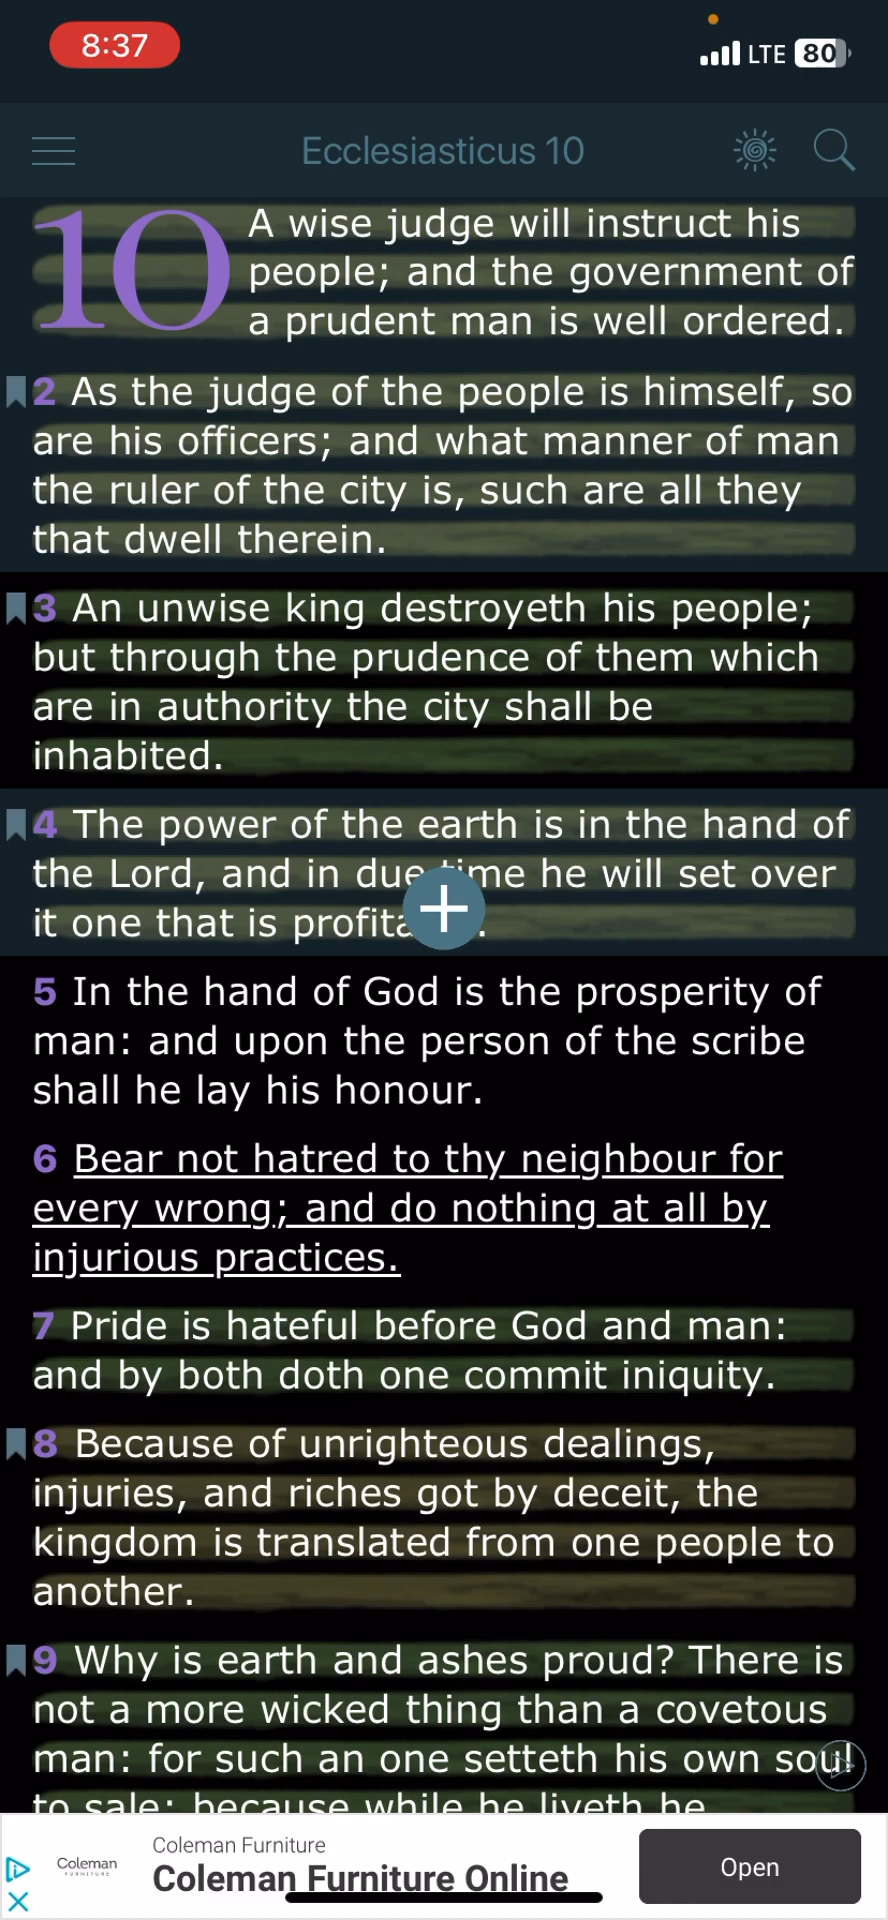 8:37
LTE 80
Ecclesiasticus 10
10 A wise judge will instruct his
people; and the government of
a prudent man is well ordered.
2 As the judge of the people is himself, so
are his officers; and what manner of man
the ruler of the city is, such are all they
that dwell therein.
3 An unwise king destroyeth his people;
but through the prudence of them which
are in authority the city shall be
inhabited.
4 The power of the earth is in the hand of
the Lord, and in due time he will set over
it one that is
5 In the hand of God is the prosperity of
man: and upon the person of the scribe
shall he lay his honour.
6 Bear not hatred to thy neighbour for
every wrong; and do nothing at all by
injurious practices.
7 Pride is hateful before God and man:
and by both doth one commit iniquity.
8 Because of unrighteous dealings,
injuries, and riches got by deceit, the
kingdom is translated from one people to
another.
9 Why is earth and ashes proud? There is
not a more wicked thing than a covetous
man: for such an one setteth his own soul
to sale; because while he liveth he
Coleman Furniture
Coleman
FURNITURE
Coleman Furniture Online
Open